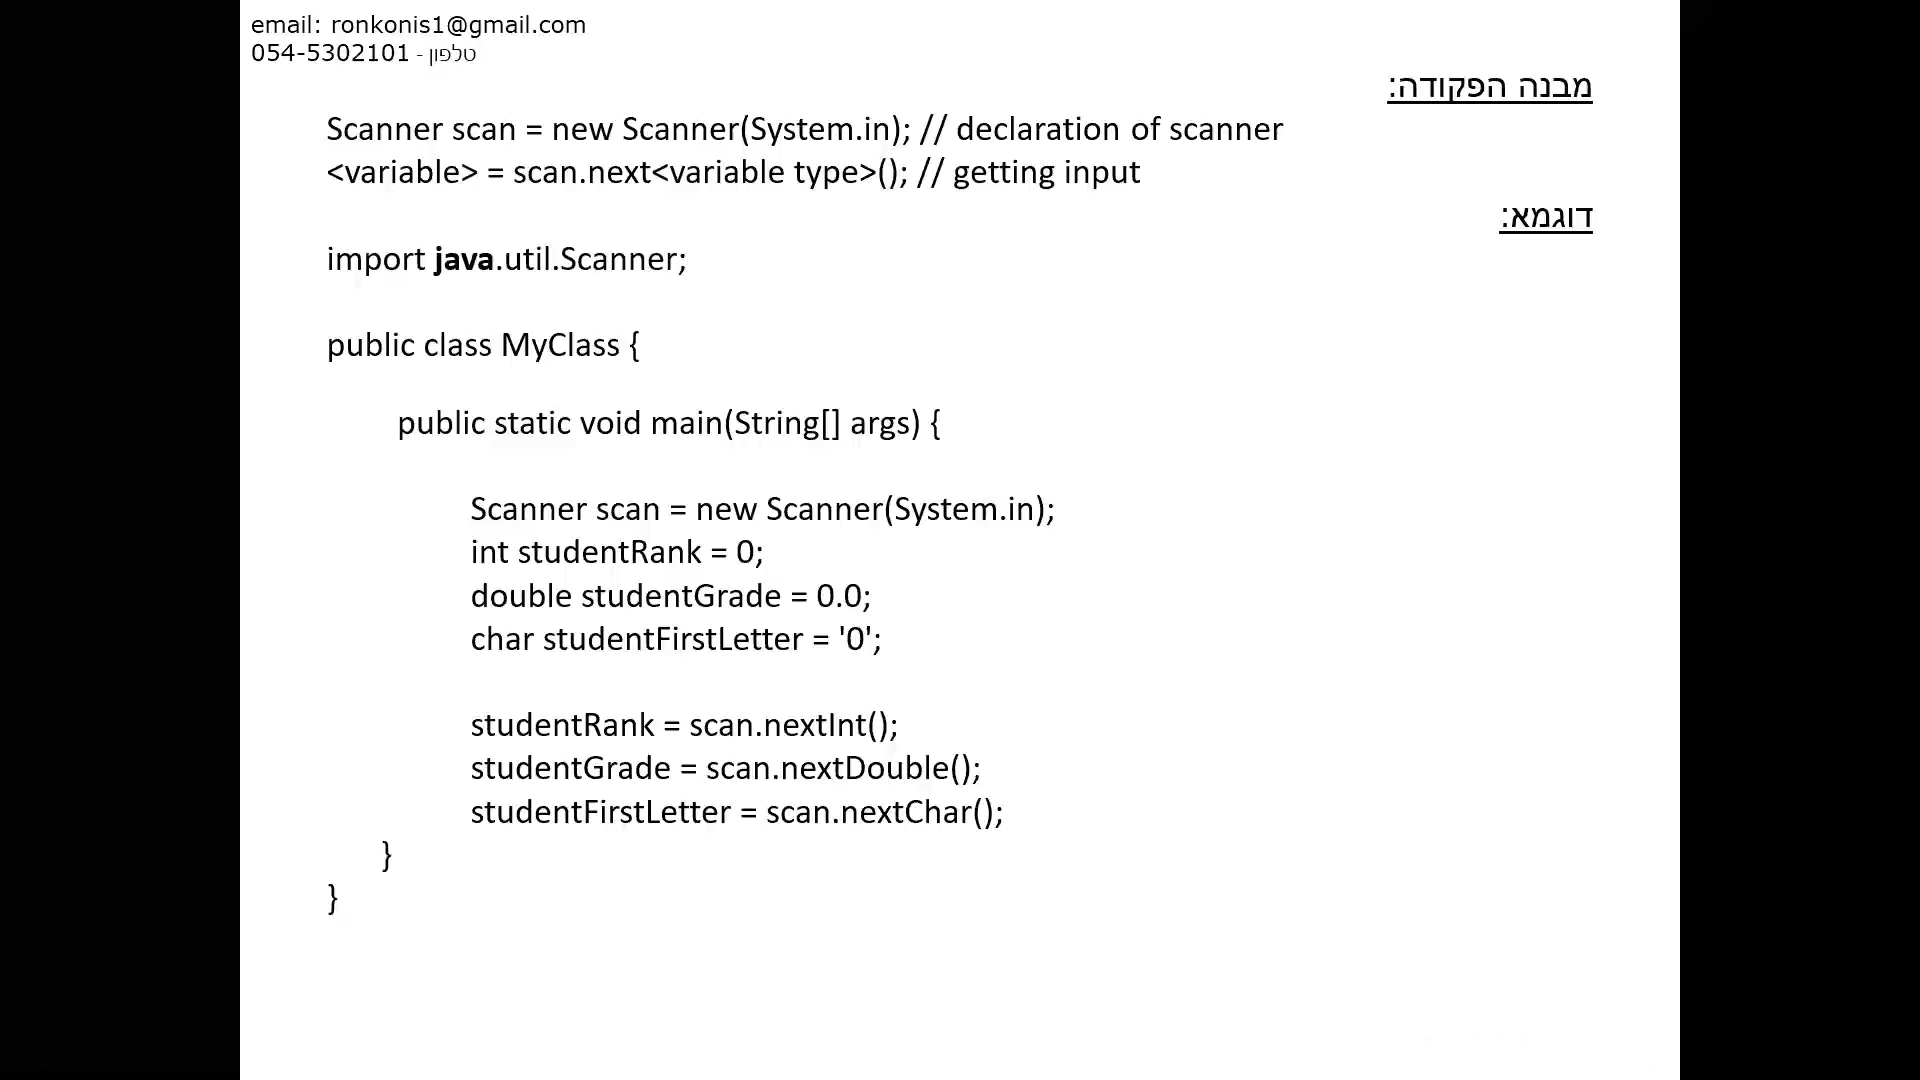 email: ronkonis1@gmail.com
054-5302101 - טלפון
מבנה הפקודה:
Scanner scan = new Scanner(System.in); // declaration of scanner
<variable> = scan.next<variable type>(); // getting input
דוגמא:
import java.util.Scanner;
public class MyClass {
public static void main(String[] args) {
Scanner scan = new Scanner(System.in);
int studentRank = 0;
double studentGrade = 0.0;
char studentFirstLetter = '0';
studentRank = scan.nextInt();
studentGrade = scan.nextDouble();
studentFirstLetter = scan.nextChar();
}
}